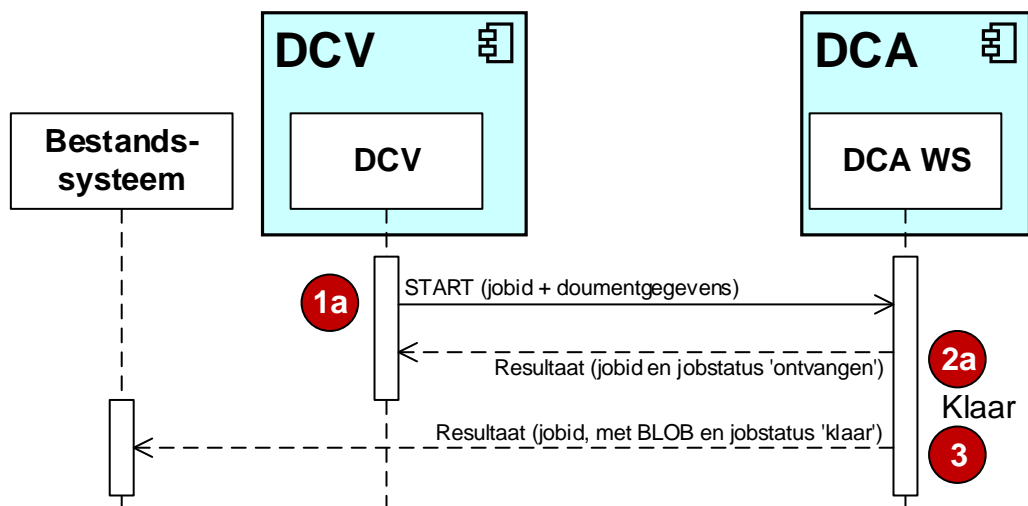 DCV
DCA
Bestands-
systeem
DCV
DCA WS
1a
START (jobid + doumentgegevens)
2a
Resultaat (jobid en jobstatus 'ontvangen')
Klaar
Resultaat (jobid, met BLOB en jobstatus 'klaar')
3